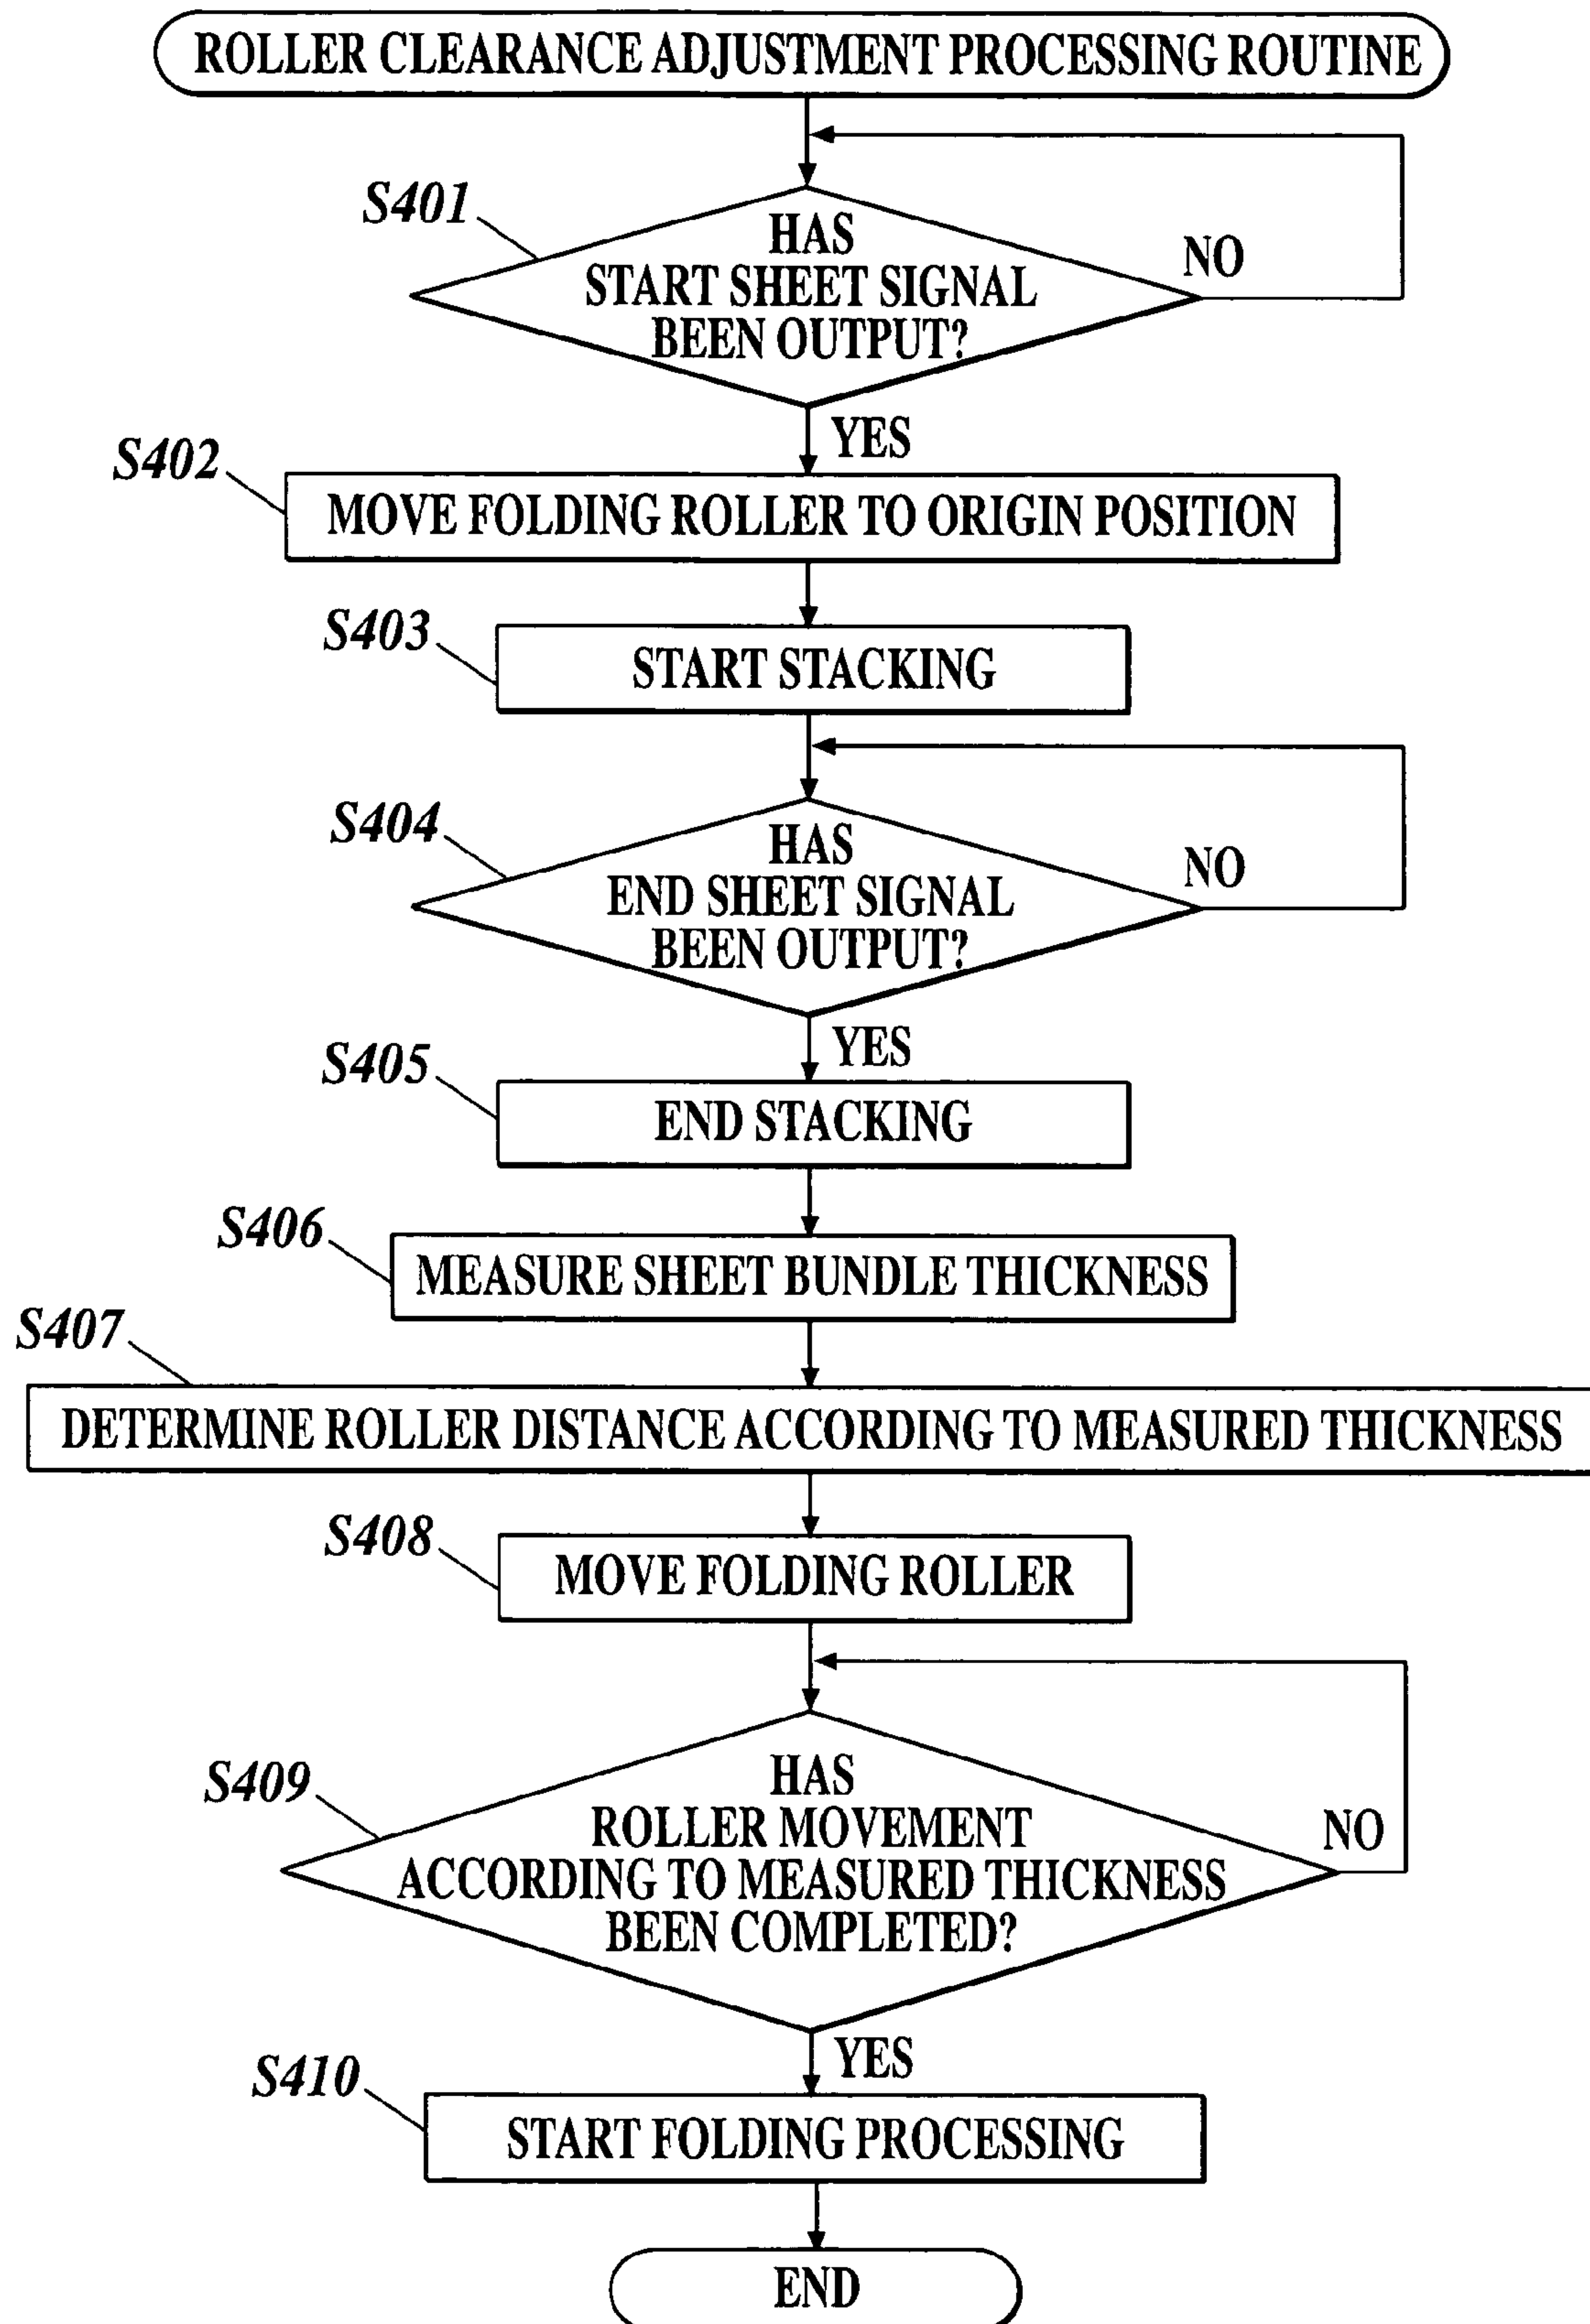 ROLLER CLEARANCE ADJUSTMENT PROCESSING ROUTINE
S401
HAS
START SHEET SIGNAL
BEEN OUTPUT?
NO
YES
S402
MOVE FOLDING ROLLER TO ORIGIN POSITION
S403
START STACKING
S404
HAS
END SHEET SIGNAL
BEEN OUTPUT?
NO
YES
S405
END STACKING
S406
MEASURE SHEET BUNDLE THICKNESS
S407
DETERMINE ROLLER DISTANCE ACCORDING TO MEASURED THICKNESS
S408
MOVE FOLDING ROLLER
S409
HAS
ROLLER MOVEMENT
ACCORDING TO MEASURED THICKNESS
BEEN COMPLETED?
NO
YES
S410
START FOLDING PROCESSING
END